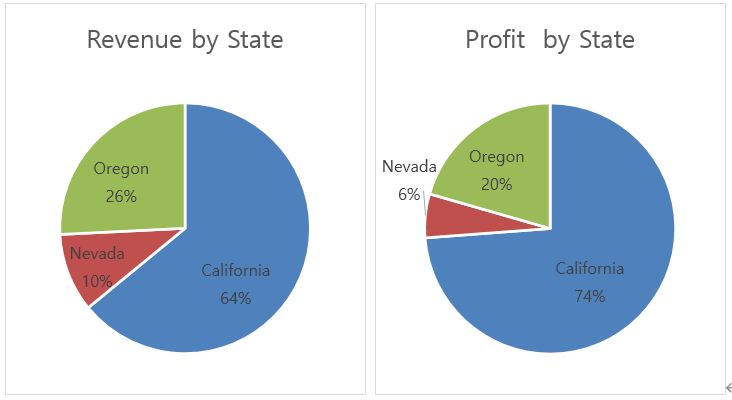 Revenue by State
Oregon
26%
Nevada
10%
California
64%
Profit  by State
Nevada
6%
Oregon
20%
California
74%